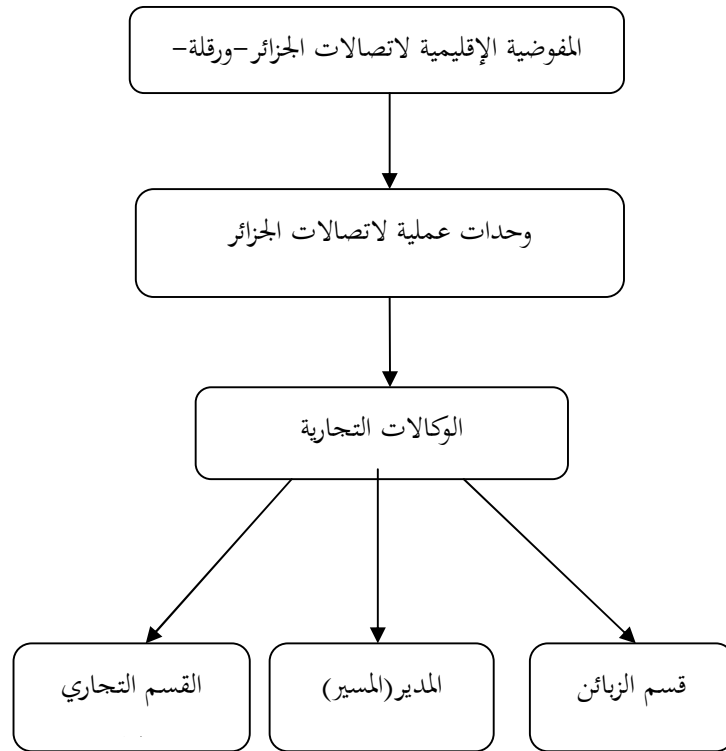 المفوضية الإقليمية لاتصالات الجزائر-ورقلة-
وحدات عملية لاتصالات الجزائر
الوكالات التجارية
قسم الزبائن
المدير(المسير)
القسم التجاري